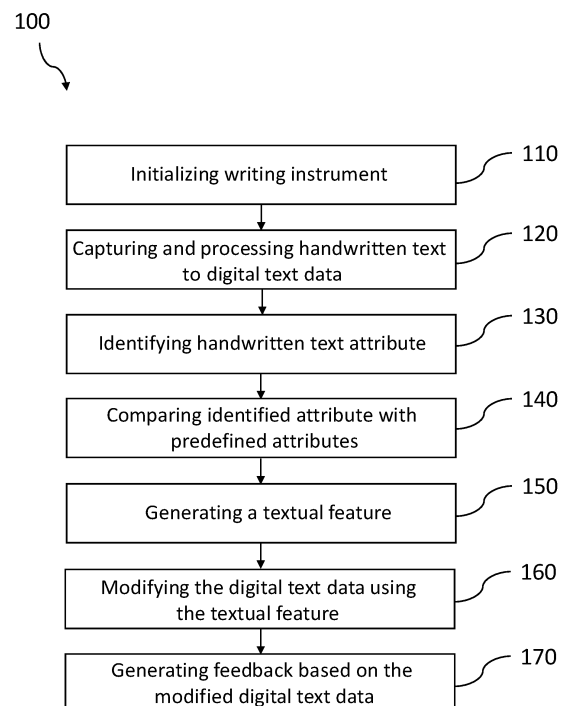 100
Initializing writing instrument
110
Capturing and processing handwritten text
to digital text data
120
Identifying handwritten text attribute
130
Comparing identified attribute with
predefined attributes
140
Generating a textual feature
150
Modifying the digital text data using
the textual feature
160
Generating feedback based on the
modified digital text data
170